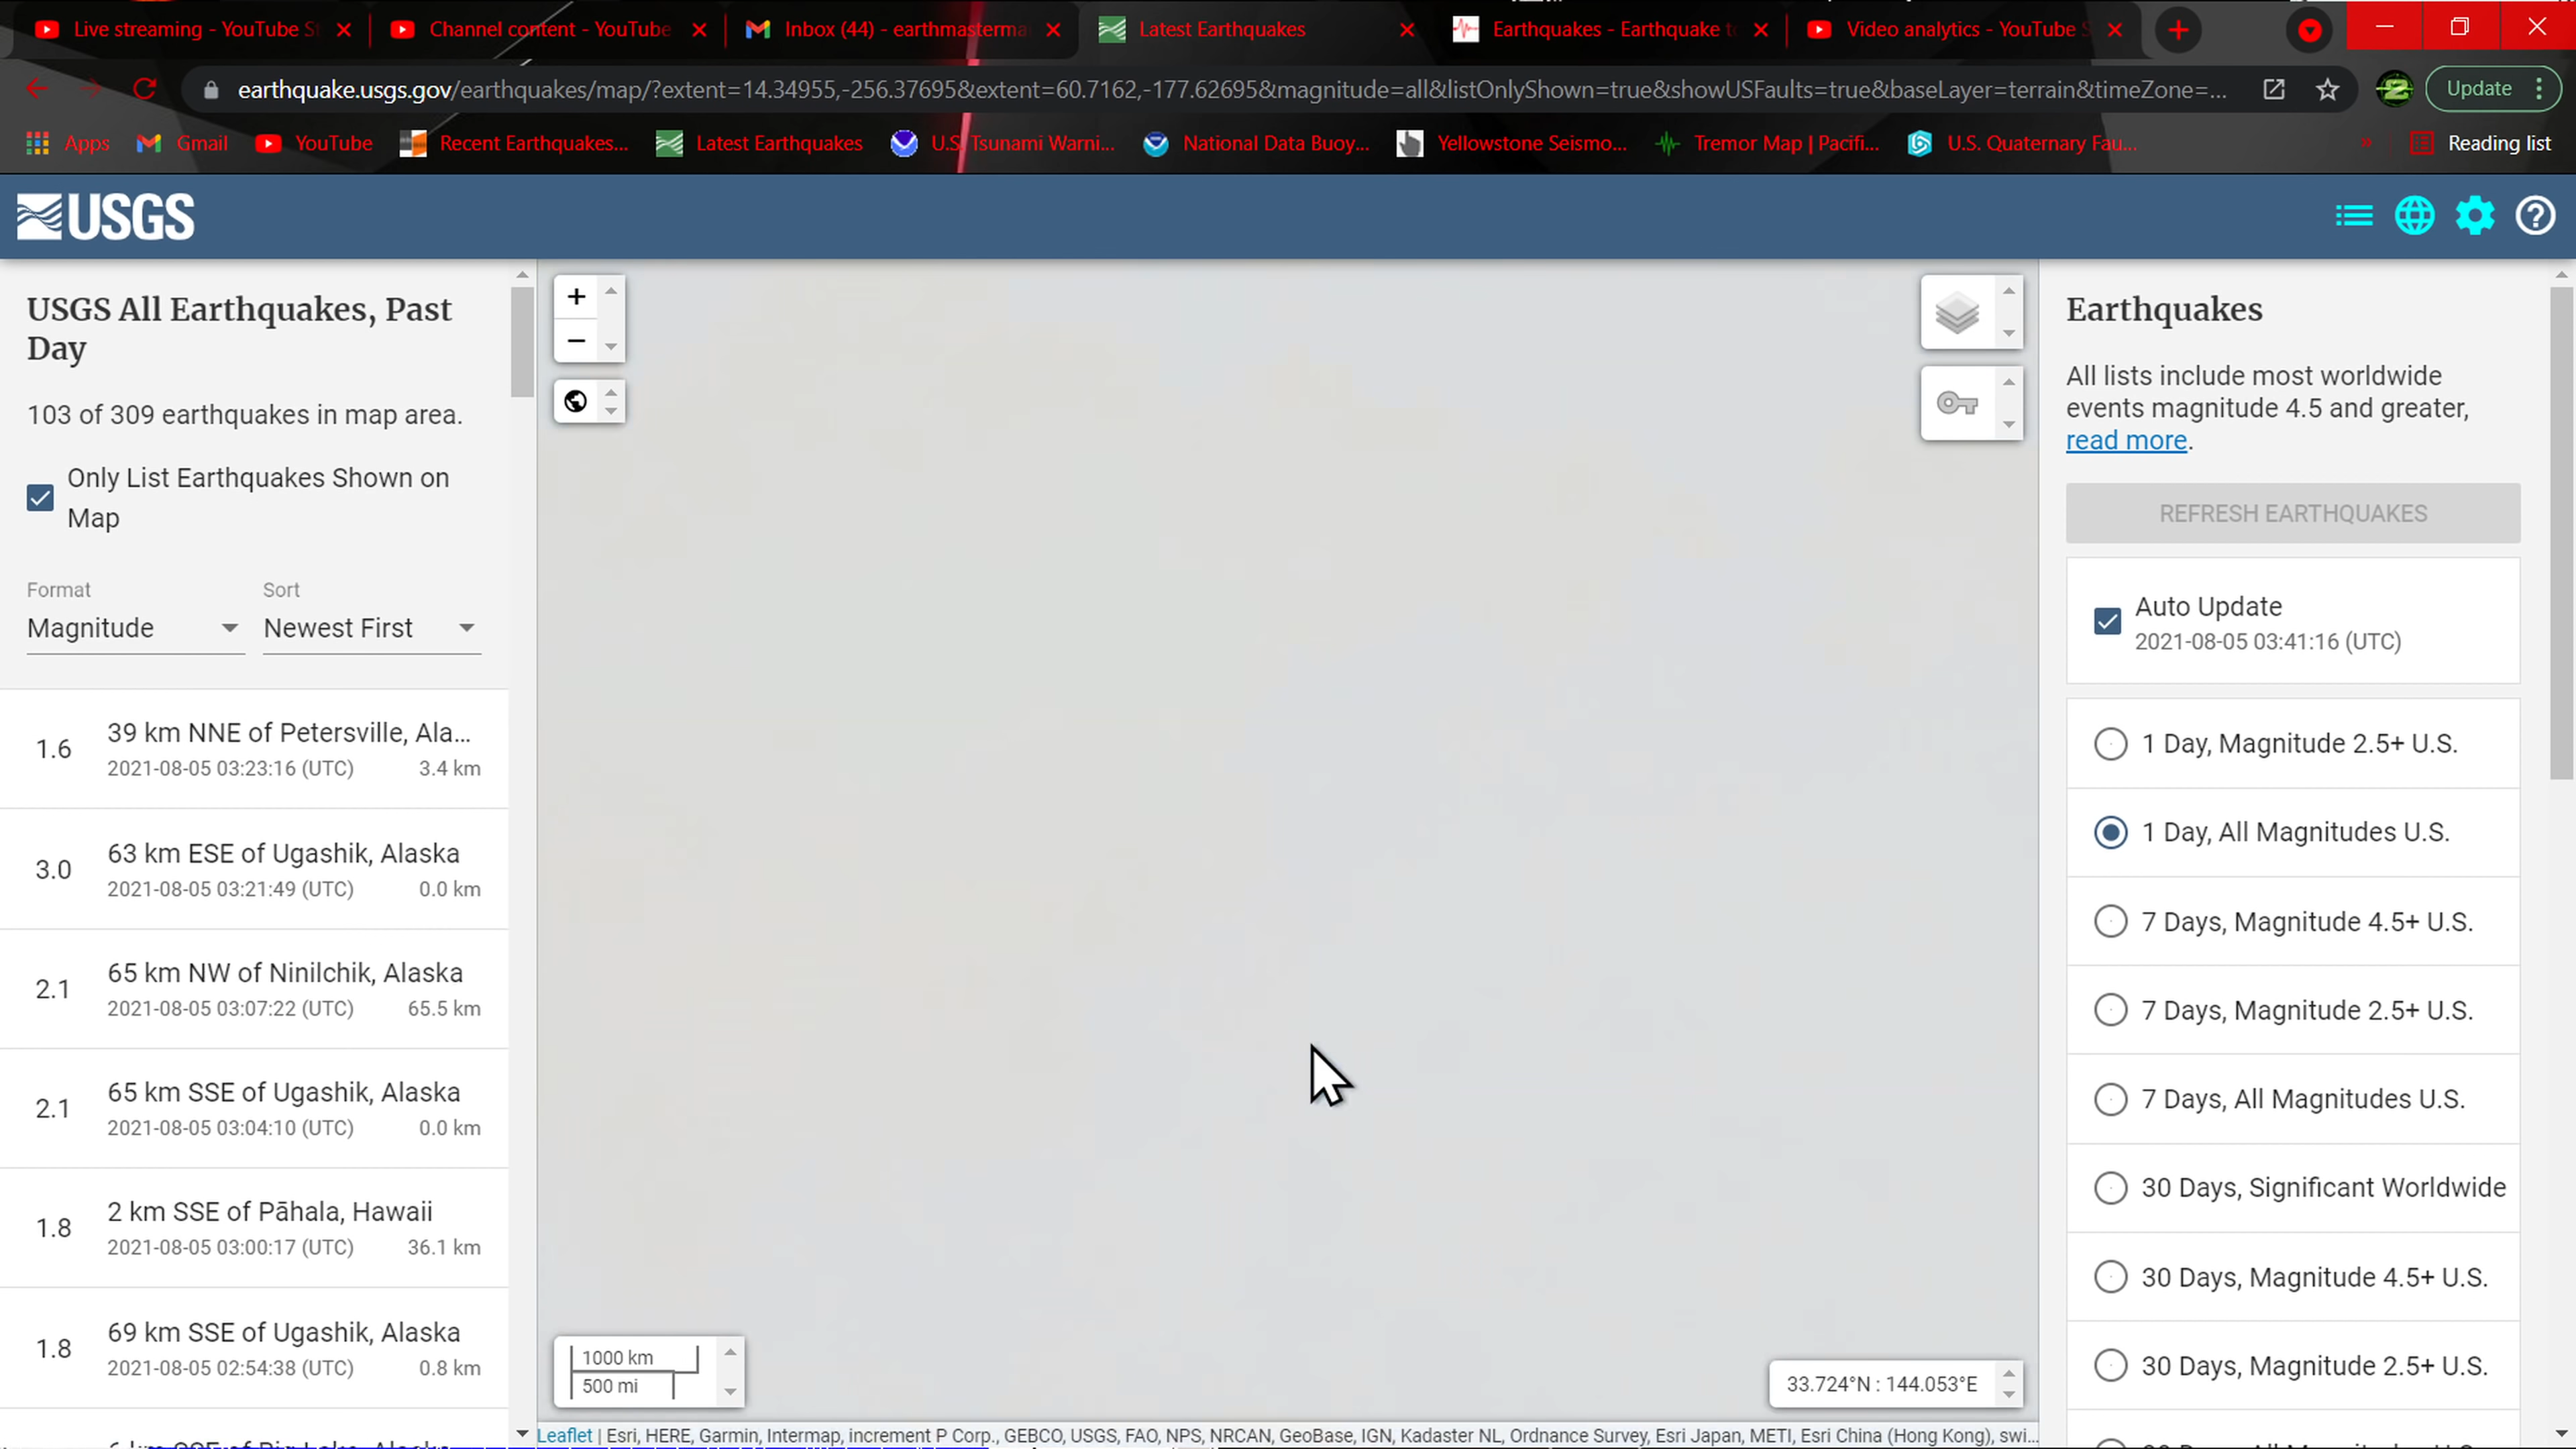 Live streaming - YouTube S
Channel content - YouTube
Inbox (44) - earthmasterma
Latest Earthquakes
Earthquakes - Earthquake to
Video analytics - YouTube S
earthquake.usgs.gov/earthquakes/map/?extent=14.34955,-256.37695&extent=60.7162,-177.62695&magnitude=all&listOnlyShown=true&showUSFaults=true&baseLayer=terrain&timeZone=...
Update
Apps
Gmail
YouTube
Recent Earthquakes...
Latest Earthquakes
U.S. Tsunami Warni...
National Data Buoy...
Yellowstone Seismo...
Tremor Map | Pacifi...
U.S. Quaternary Fau...
»
Reading list
USGS
USGS All Earthquakes, Past
Day
103 of 309 earthquakes in map area.
Only List Earthquakes Shown on
Map
Format
Sort
Magnitude
Newest First
1.6
39 km NNE of Petersville, Ala...
2021-08-05 03:23:16 (UTC)
3.4 km
3.0
63 km ESE of Ugashik, Alaska
2021-08-05 03:21:49 (UTC)
0.0 km
2.1
65 km NW of Ninilchik, Alaska
2021-08-05 03:07:22 (UTC)
65.5 km
2.1
65 km SSE of Ugashik, Alaska
2021-08-05 03:04:10 (UTC)
0.0 km
1.8
2 km SSE of Pāhala, Hawaii
2021-08-05 03:00:17 (UTC)
36.1 km
1.8
69 km SSE of Ugashik, Alaska
2021-08-05 02:54:38 (UTC)
0.8 km
+
−
1000 km
500 mi
33.724°N : 144.053°E
Leaflet | Esri, HERE, Garmin, Intermap, increment P Corp., GEBCO, USGS, FAO, NPS, NRCAN, GeoBase, IGN, Kadaster NL, Ordnance Survey, Esri Japan, METI, Esri China (Hong Kong), swi...
Earthquakes
All lists include most worldwide
events magnitude 4.5 and greater,
read more.
REFRESH EARTHQUAKES
Auto Update
2021-08-05 03:41:16 (UTC)
1 Day, Magnitude 2.5+ U.S.
1 Day, All Magnitudes U.S.
7 Days, Magnitude 4.5+ U.S.
7 Days, Magnitude 2.5+ U.S.
7 Days, All Magnitudes U.S.
30 Days, Significant Worldwide
30 Days, Magnitude 4.5+ U.S.
30 Days, Magnitude 2.5+ U.S.